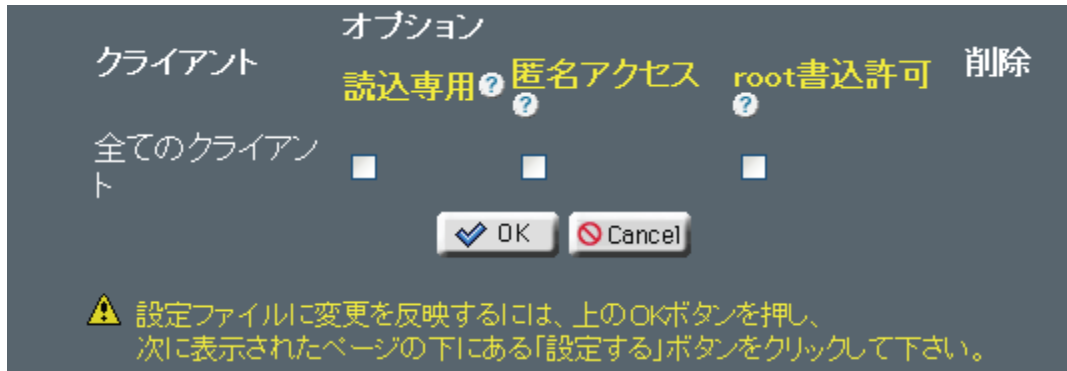 オプション
クライアント
削除
読込専用?
匿名アクセス
?
root書込許可
?
全てのクライアン
ト
OK
Cancel
設定ファイルに変更を反映するには、上のOKボタンを押し、
次に表示されたページの下にある「設定する」ボタンをクリックして下さい。